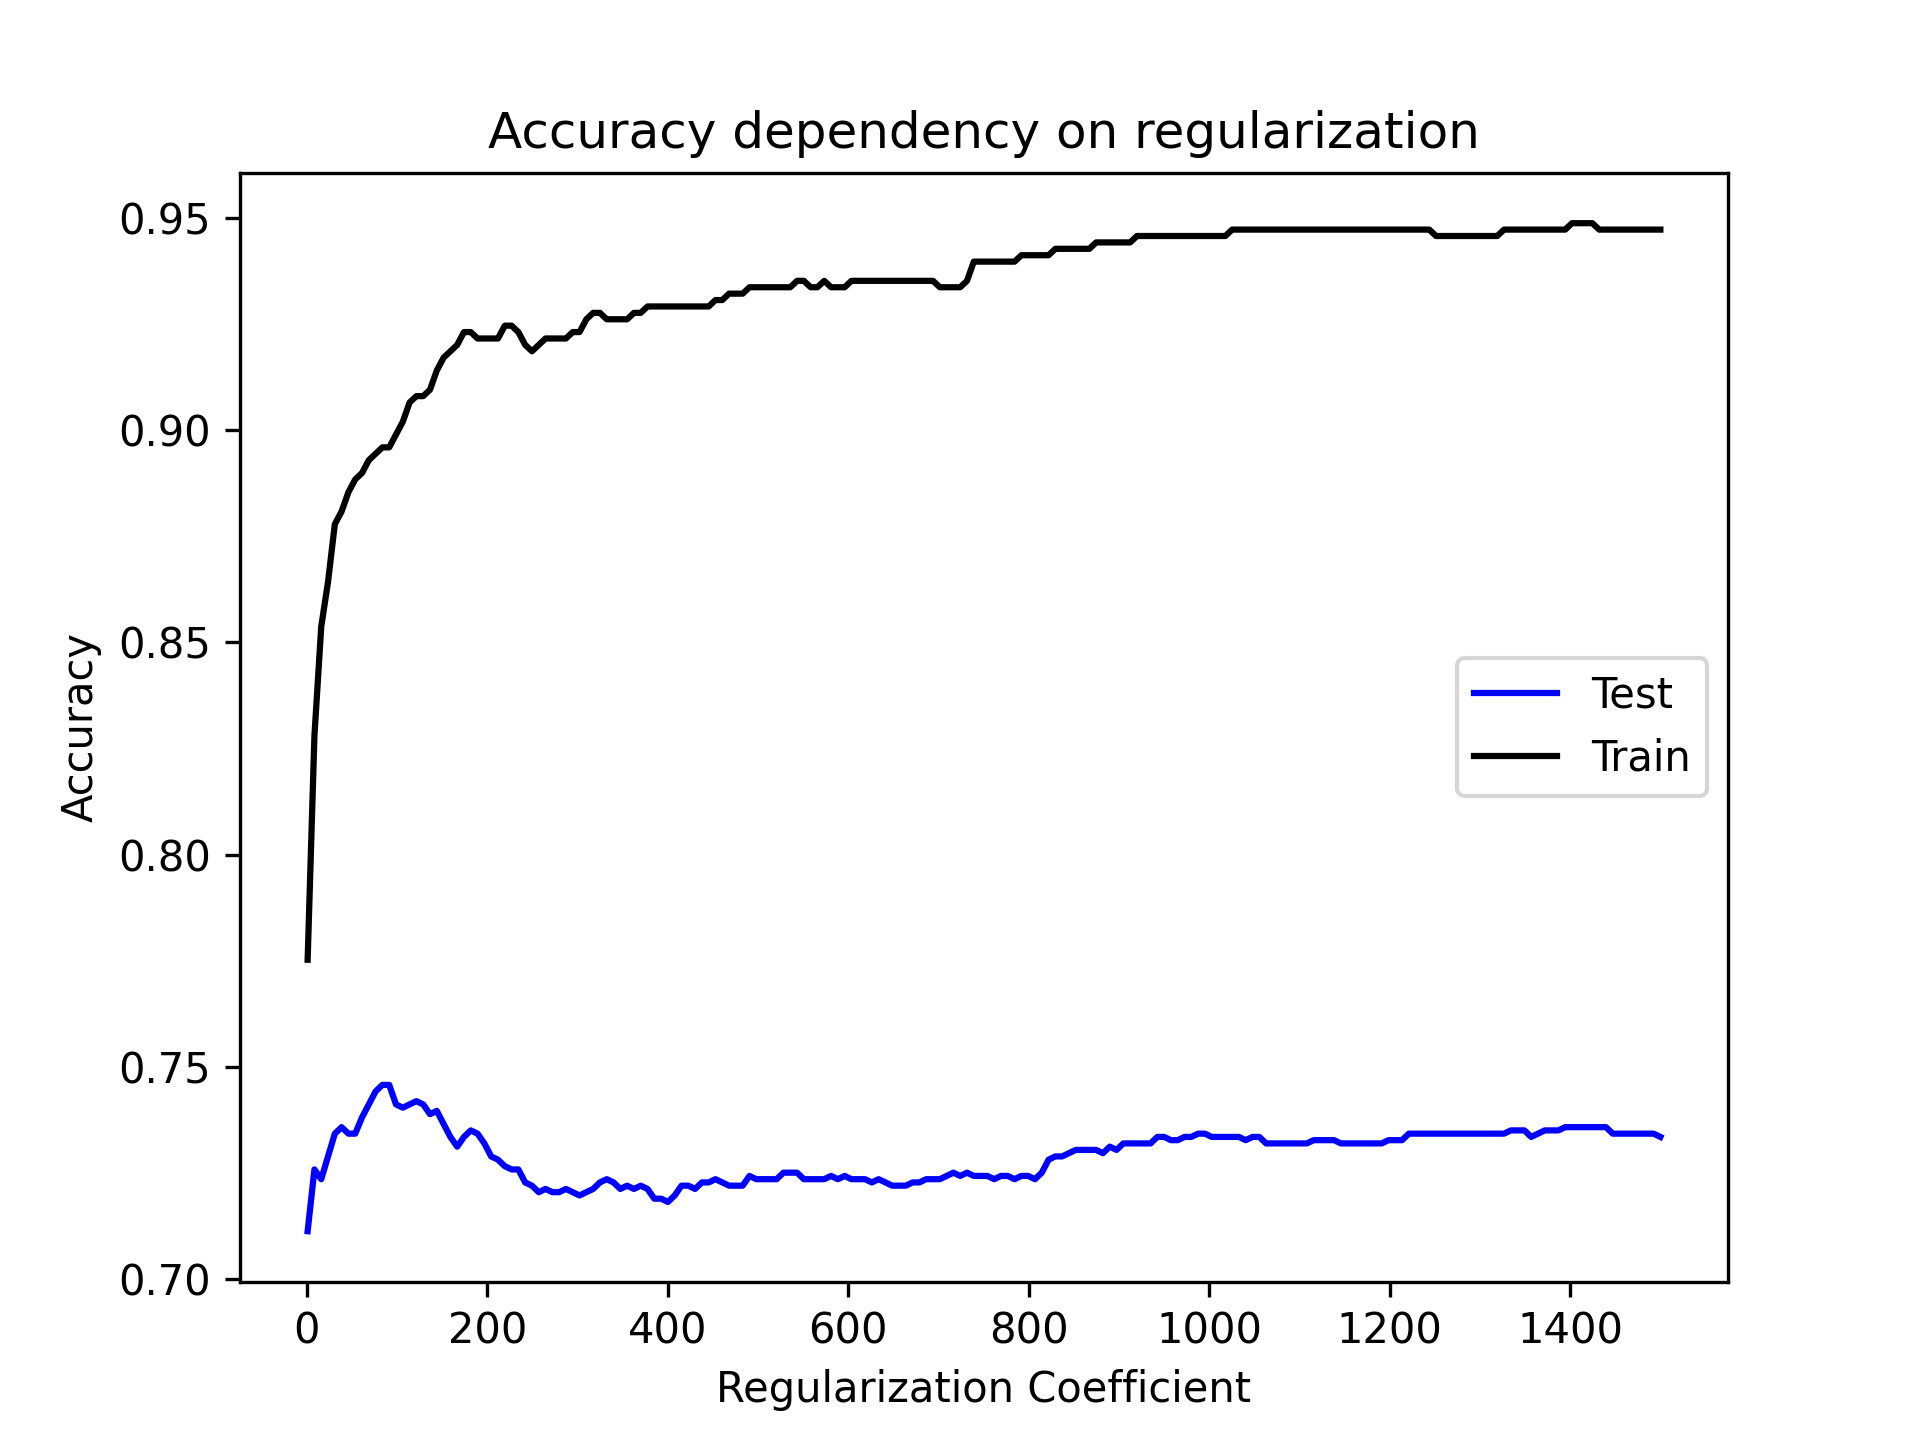 Accuracy dependency on regularization
0.95
0.90
0.85
0.80
0.75
0.70
Accuracy
Test
Train
0 200 400 600 800 1000 1200 1400
Regularization Coefficient